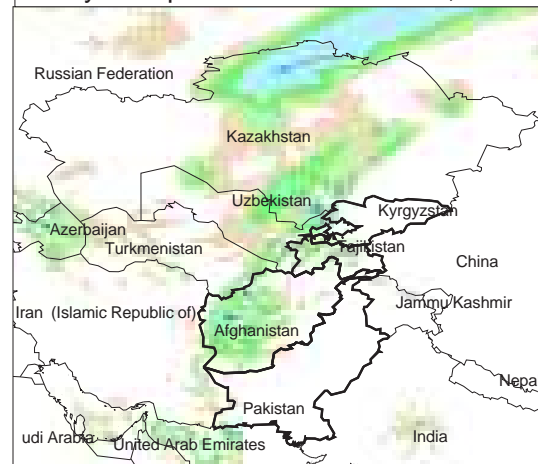 Russian Federation
Kazakhstan
Uzbekistan
Kyrgyzstan
Azerbaijan
Turkmenistan
Tajikistan
China
Iran (Islamic Republic of)
Jammu Kashmir
Afghanistan
Nepa
Pakistan
udi Arabia
United Arab Emirates
India